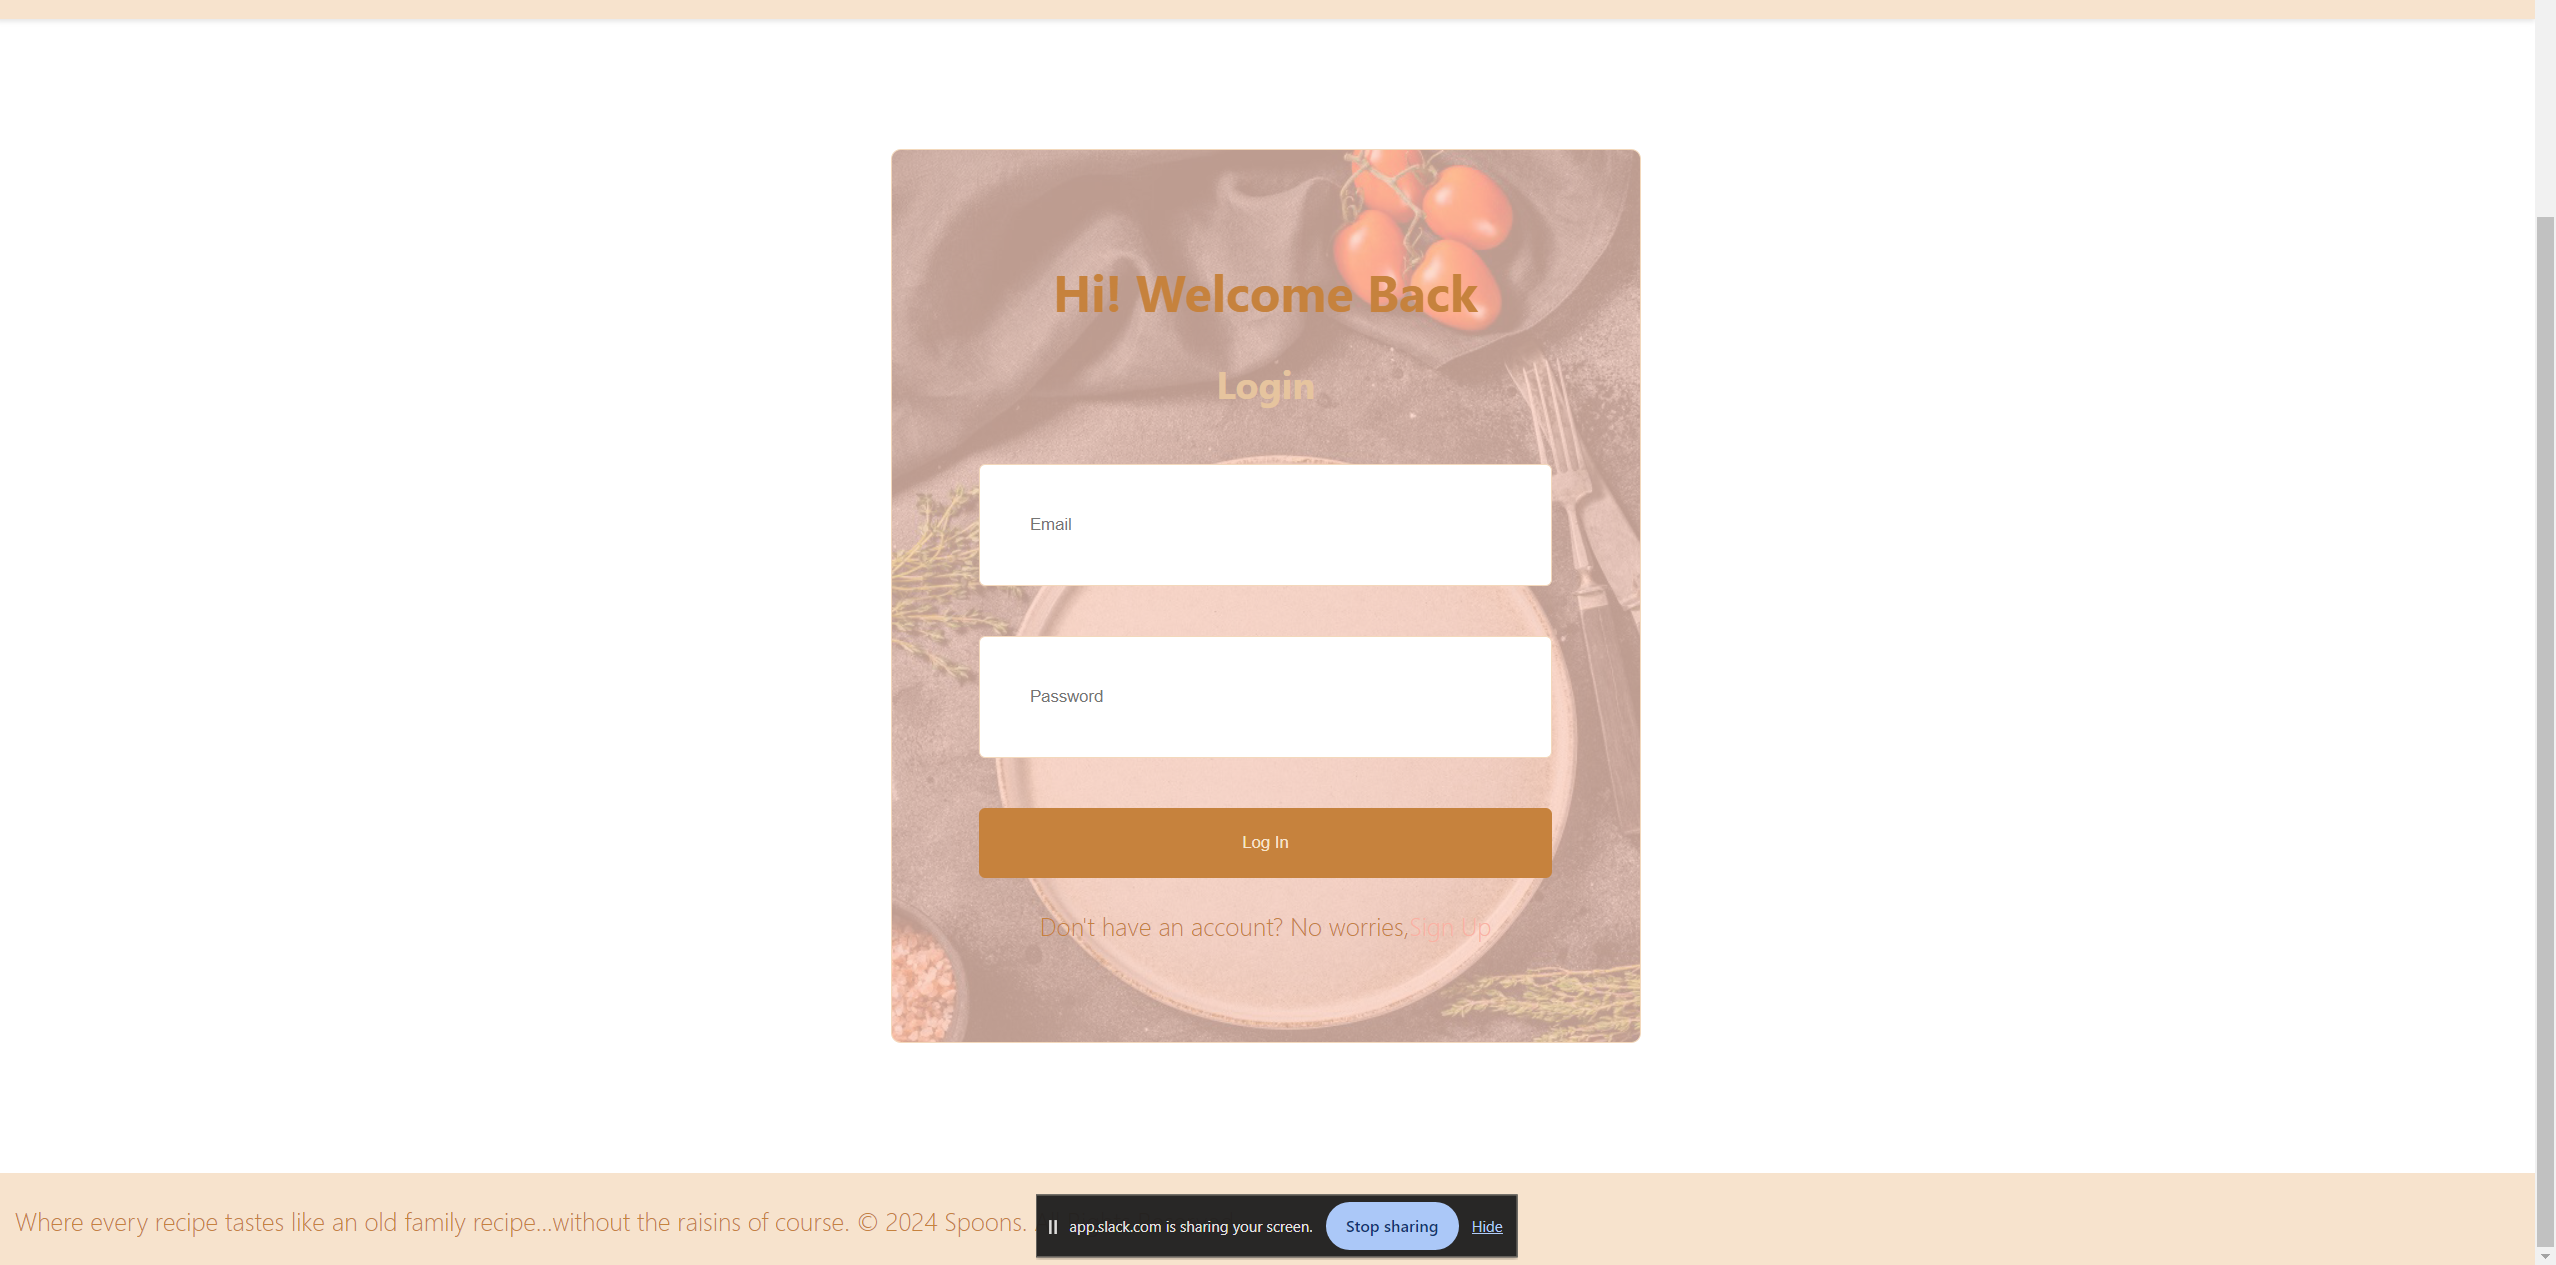 Hi! Welcome Back
Login
Email
Password
Log In
Don't have an account? No worries,Sign Up
Where every recipe tastes like an old family recipe...without the raisins of course. © 2024 Spoons.
app.slack.com is sharing your screen.
Stop sharing
Hide